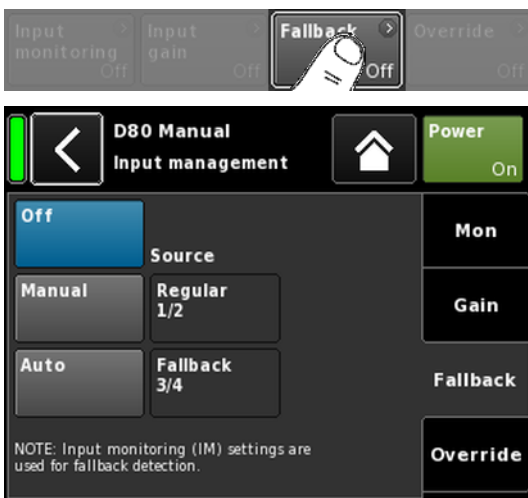 Input
monitoring
Off
Input
gain
Off
Fallback
Off
Override
Off
D80 Manual
Input management
Power
On
Off
Source
Manual
Regular
1/2
Auto
Fallback
3/4
NOTE: Input monitoring (IM) settings are
used for fallback detection.
Mon
Gain
Fallback
Override